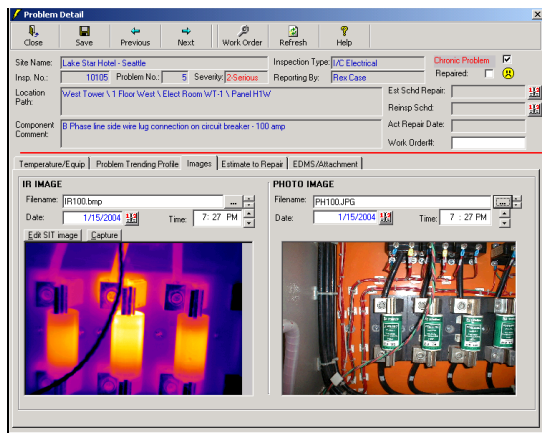 Problem Detail
Close Save Previous Next Work Order Refresh Help
Site Name: Lake Star Hotel - Seattle Inspection Type: I/C Electrical Chronic Problem
Insp. No.: 10105 Problem No.: 5 Severity: 2-Serious Reporting By: Rex Case Repaired:
Location Path: West Tower \ 1 Floor West \ Elect Room WT-1 \ Panel H1W Est Schd Repair:
Reinsp Schd:
Component Comment: B Phase line side wire lug connection on circuit breaker - 100 amp Act Repair Date:
Work Order#:
Temperature/Equip Problem Trending Profile Images Estimate to Repair EDMS/Attachment
IR IMAGE PHOTO IMAGE
Filename: IR100.bmp ... Filename: PH100.JPG ...
Date: 1/15/2004 Time: 7: 27 PM Date: 1/15/2004 Time: 7 : 27 PM
Edit SIT image Capture